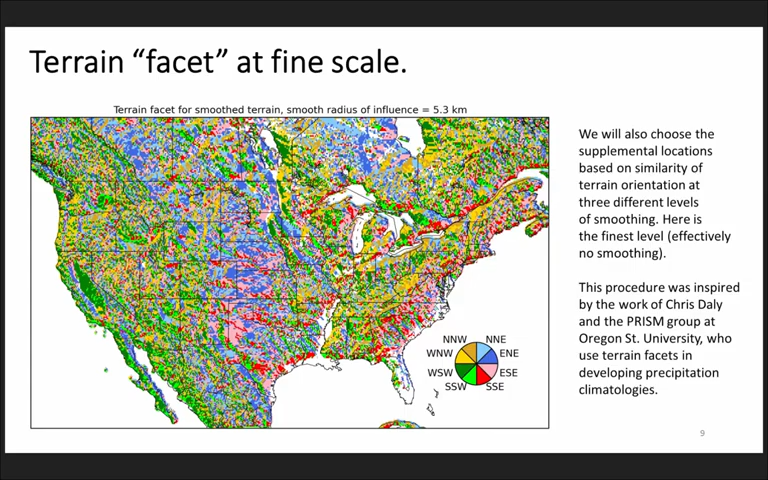 Terrain “facet” at fine scale.
Terrain facet for smoothed terrain, smooth radius of influence = 5.3 km
We will also choose the
supplemental locations
based on similarity of
terrain orientation at
three different levels
of smoothing. Here is
the finest level (effectively
no smoothing).
This procedure was inspired
by the work of Chris Daly
and the PRISM group at
Oregon St. University, who
use terrain facets in
developing precipitation
climatologies.
NNW NNE
WNW ENE
WSW ESE
SSW SSE
9